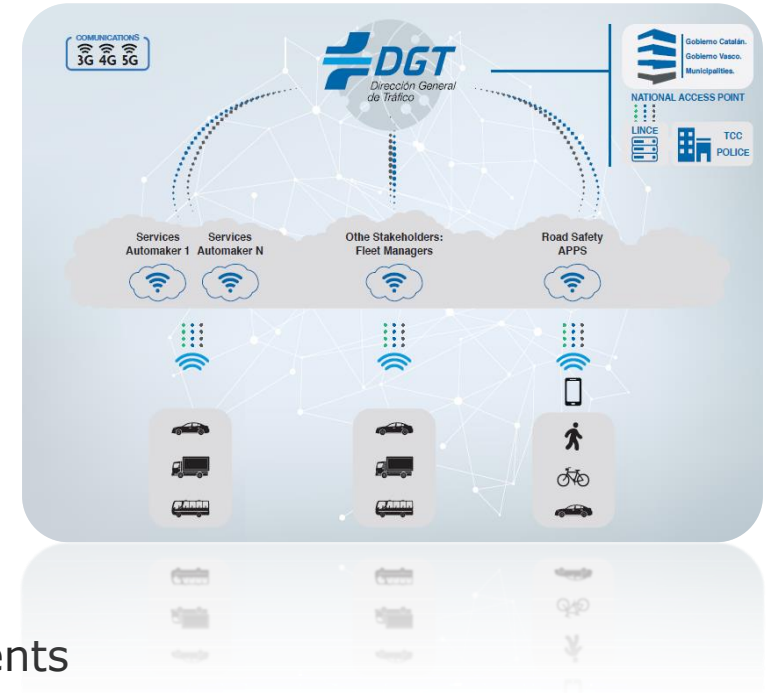 COMUNICATIONS
3G 4G 5G
DGT
Dirección General
de Tráfico
Gobierno Catalán.
Gobierno Vasco.
Municipalities.
NATIONAL ACCESS POINT
LINCE
TCC
POLICE
Services
Automaker 1
Services
Automaker N
Othe Stakeholders:
Fleet Managers
Road Safety
APPS
ents